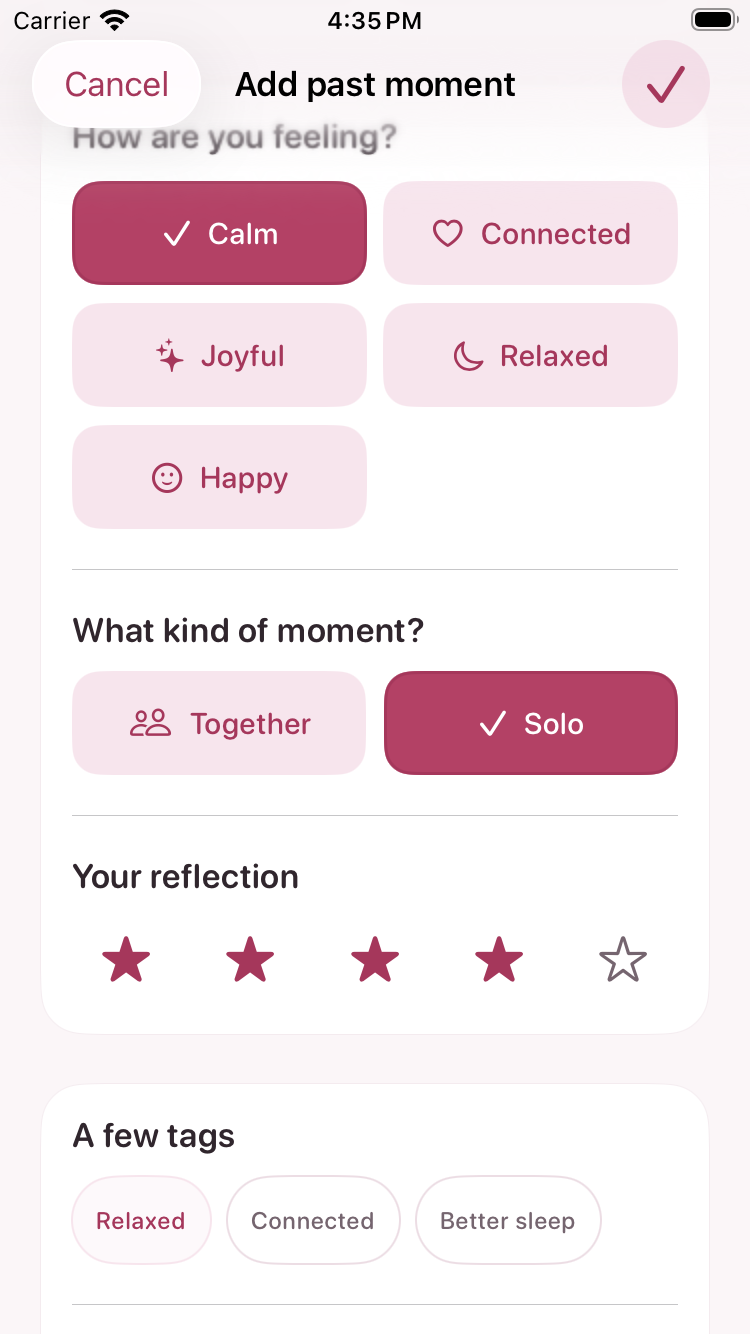 Carrier 4:35 PM
Cancel Add past moment
How are you feeling?
Calm Connected
Joyful Relaxed
Happy
What kind of moment?
Together Solo
Your reflection
A few tags
Relaxed Connected Better sleep